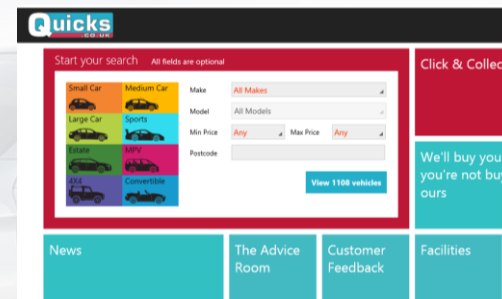 Quicks
.CO.UK
Start your search All fields are optional
Small Car Medium Car
Large Car Sports
Estate MPV
4X4 Convertible
Make All Makes
Model All Models
Min Price Any Max Price Any
Postcode
View 1108 vehicles
Click & Collec
We'll buy you
you're not buy
ours
News
The Advice
Room
Customer
Feedback
Facilities